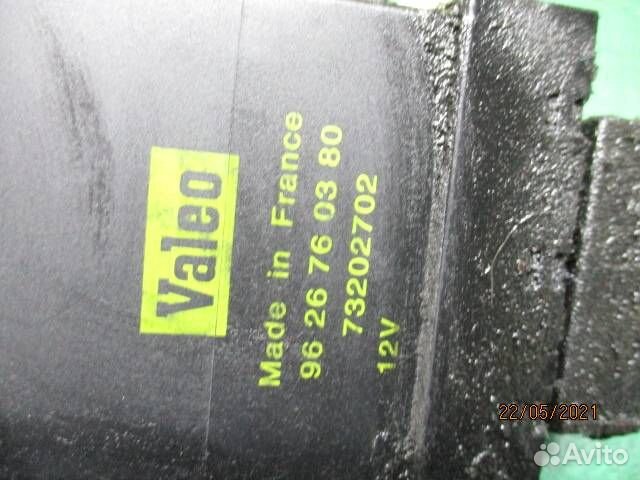 Valeo
Made in France
96 26 76 03 80
73202702
12V
22/05/2021
Avito